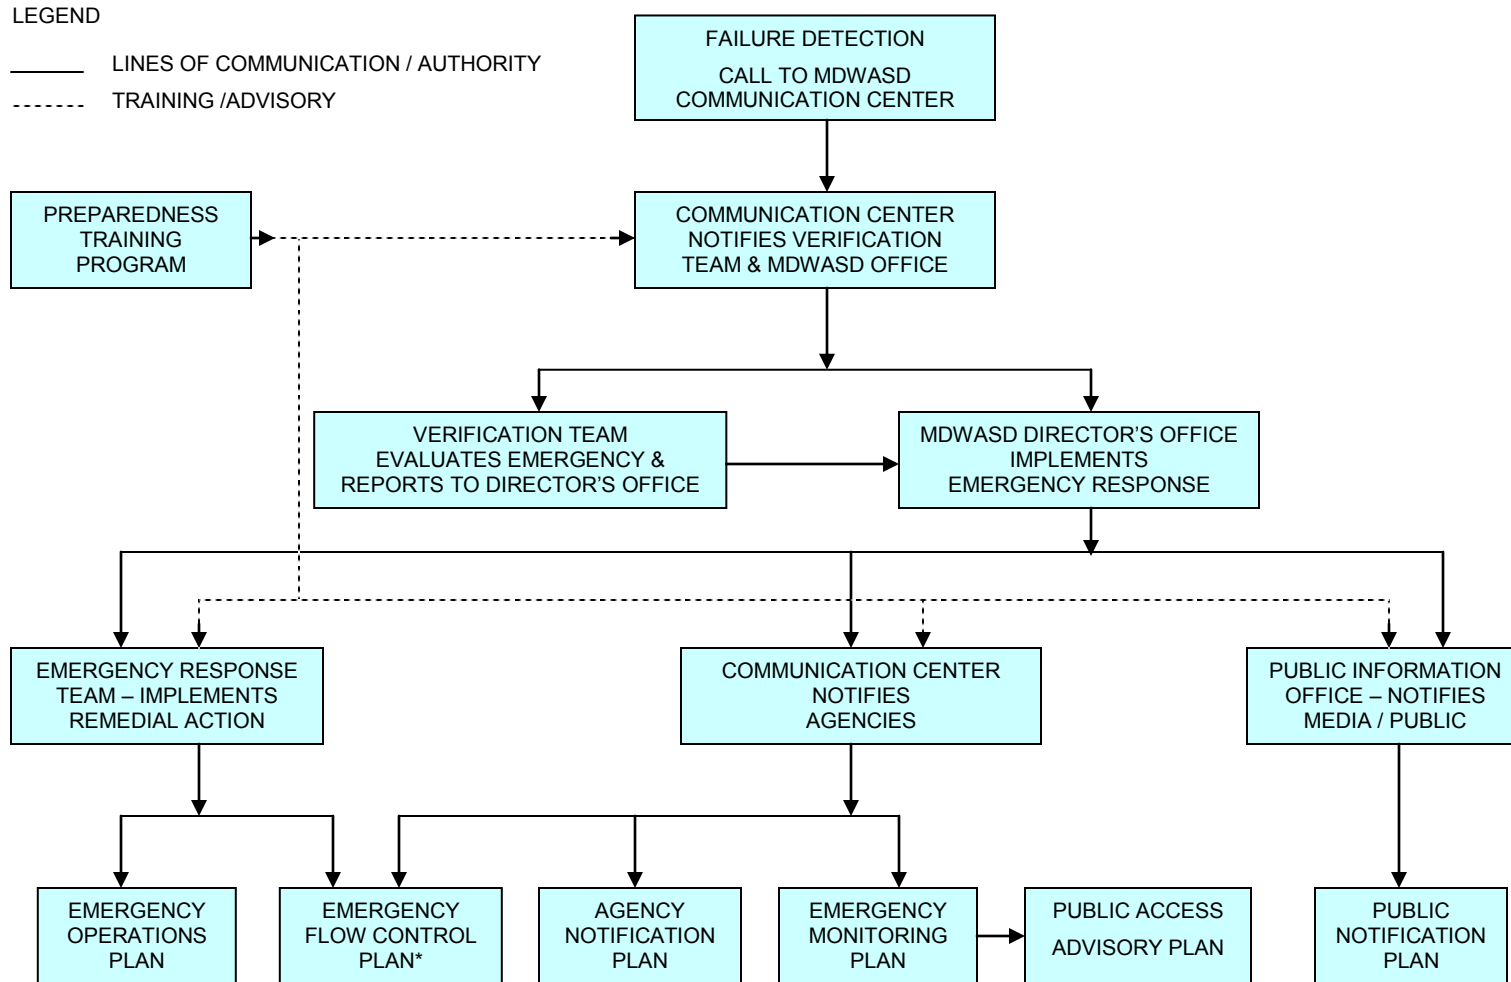 LEGEND
LINES OF COMMUNICATION / AUTHORITY
TRAINING /ADVISORY
FAILURE DETECTION
CALL TO MDWASD
COMMUNICATION CENTER
PREPAREDNESS
TRAINING
PROGRAM
COMMUNICATION CENTER
NOTIFIES VERIFICATION
TEAM & MDWASD OFFICE
VERIFICATION TEAM
EVALUATES EMERGENCY &
REPORTS TO DIRECTOR’S OFFICE
MDWASD DIRECTOR’S OFFICE
IMPLEMENTS
EMERGENCY RESPONSE
EMERGENCY RESPONSE
TEAM – IMPLEMENTS
REMEDIAL ACTION
COMMUNICATION CENTER
NOTIFIES
AGENCIES
PUBLIC INFORMATION
OFFICE – NOTIFIES
MEDIA / PUBLIC
EMERGENCY
OPERATIONS
PLAN
EMERGENCY
FLOW CONTROL
PLAN*
AGENCY
NOTIFICATION
PLAN
EMERGENCY
MONITORING
PLAN
PUBLIC ACCESS
ADVISORY PLAN
PUBLIC
NOTIFICATION
PLAN